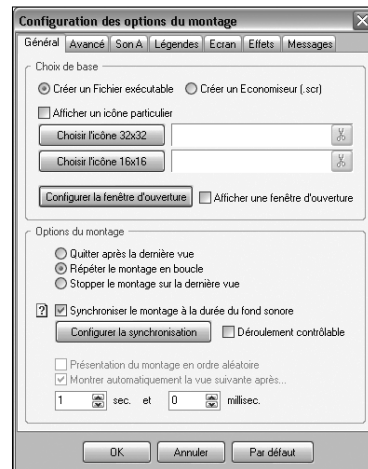 Configuration des options du montage
Général Avancé Son A Légendes Ecran Effets Messages
Choix de base
Créer un Fichier exécutable Créer un Economiseur (.scr)
Afficher un icône particulier
Choisir l'icône 32x32
Choisir l'icône 16x16
Configurer la fenêtre d'ouverture Afficher une fenêtre d'ouverture
Options du montage
Quitter après la dernière vue
Répéter le montage en boucle
Stopper le montage sur la dernière vue
? Synchroniser le montage à la durée du fond sonore
Configurer la synchronisation Déroulement contrôlable
Présentation du montage en ordre aléatoire
Montrer automatiquement la vue suivante après...
1 sec. et 0 millisec.
OK Annuler Par défaut